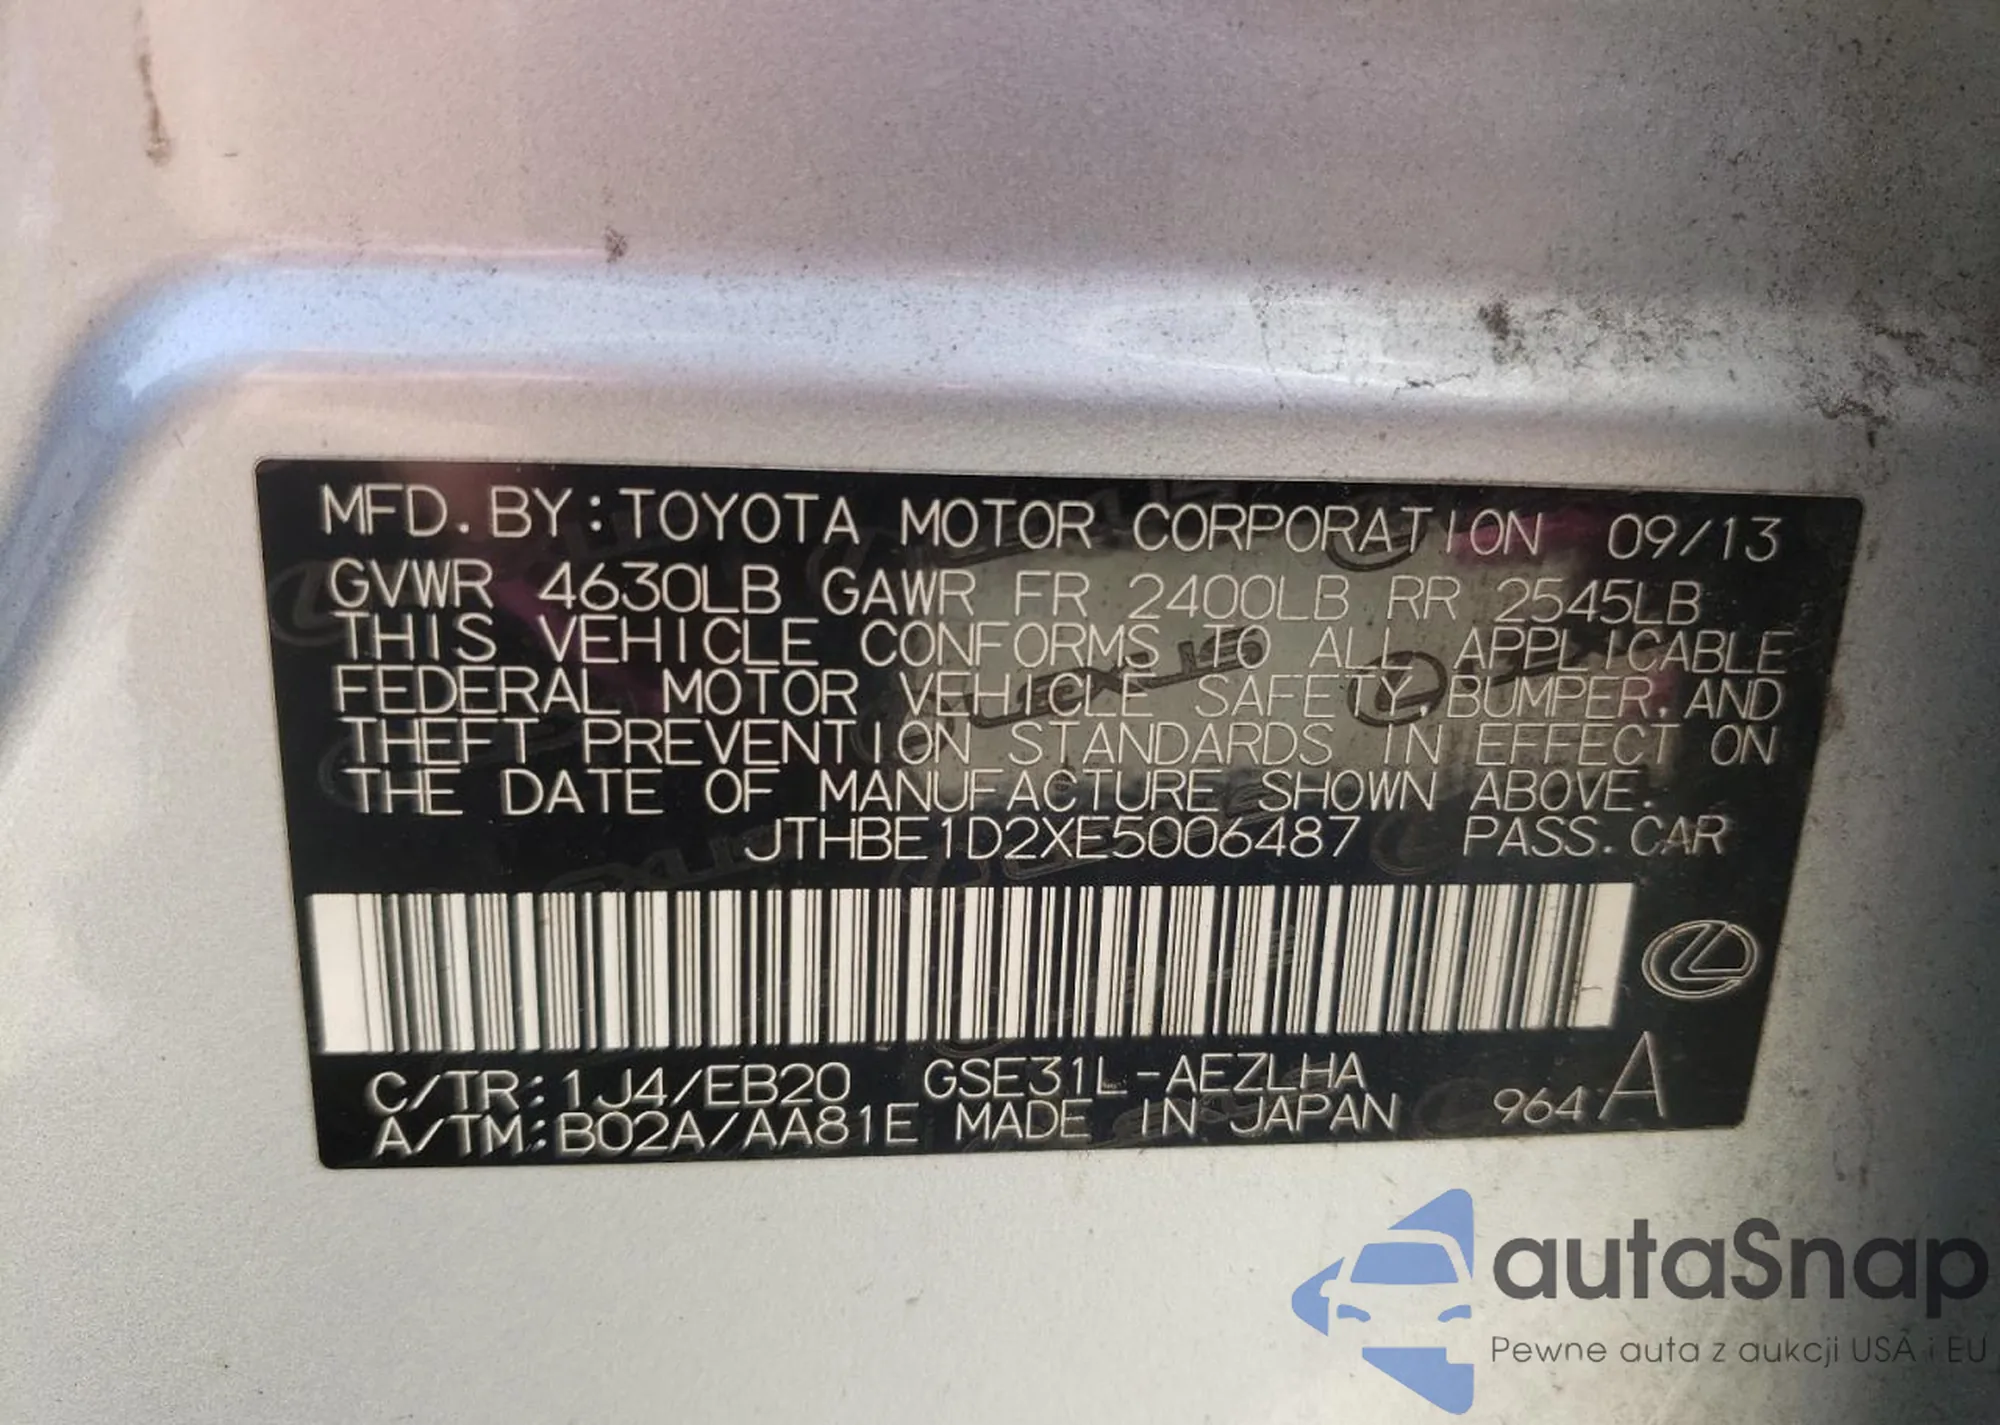 MFD. BY: TOYOTA MOTOR CORPORATION 09/13
GVWR 4630LB GAWR FR 2400LB RR 2545LB
THIS VEHICLE CONFORMS TO ALL APPLICABLE
FEDERAL MOTOR VEHICLE SAFETY, BUMPER, AND
THEFT PREVENTION STANDARDS IN EFFECT ON
THE DATE OF MANUFACTURE SHOWN ABOVE.
JTHBE1D2XE5006487 PASS. CAR
C/TR: 1J4/EB20 GSE31L-AEZLHA
A/TM: B02A/AA81E MADE IN JAPAN 964 A
autaSnap
Pewne auta z aukcji USA i EU